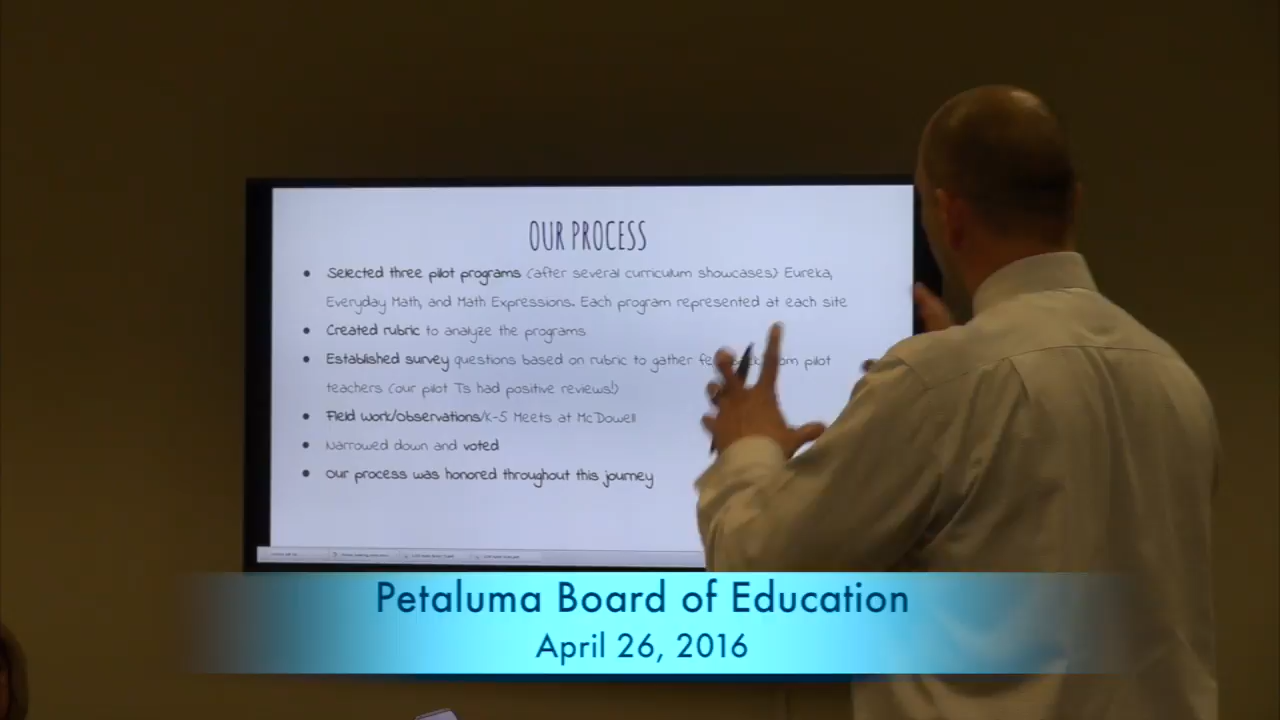 OUR PROCESS
• Selected three pilot programs (after several curriculum showcases) Eureka,
Everyday Math, and Math Expressions. Each program represented at each site
• Created rubric to analyze the programs
• Established survey questions based on rubric to gather pilot
teachers (our pilot Ts had positive reviews!)
• Field work/Observations/K-5 Meets at McDowell
• Narrowed down and voted
• Our process was honored throughout this journey
Petaluma Board of Education
April 26, 2016